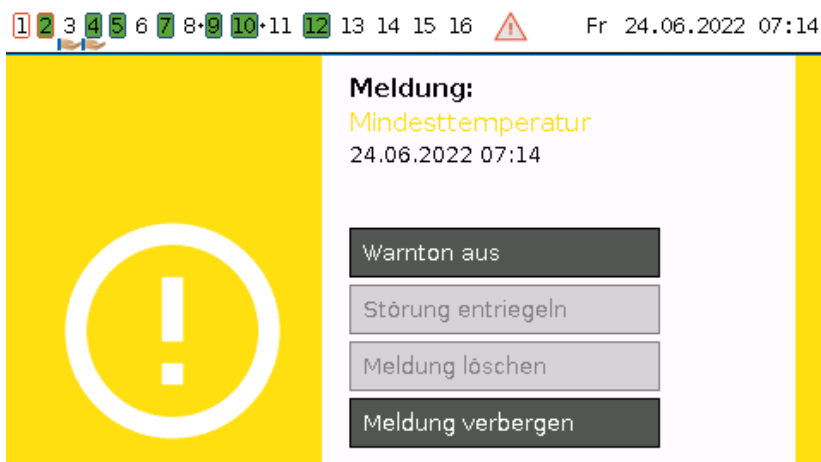 1 2 3 4 5 6 7 8+9 10+11 12 13 14 15 16 Fr 24.06.2022 07:14
Meldung:
Mindesttemperatur
24.06.2022 07:14
Warnton aus
Störung entriegeln
Meldung löschen
Meldung verbergen